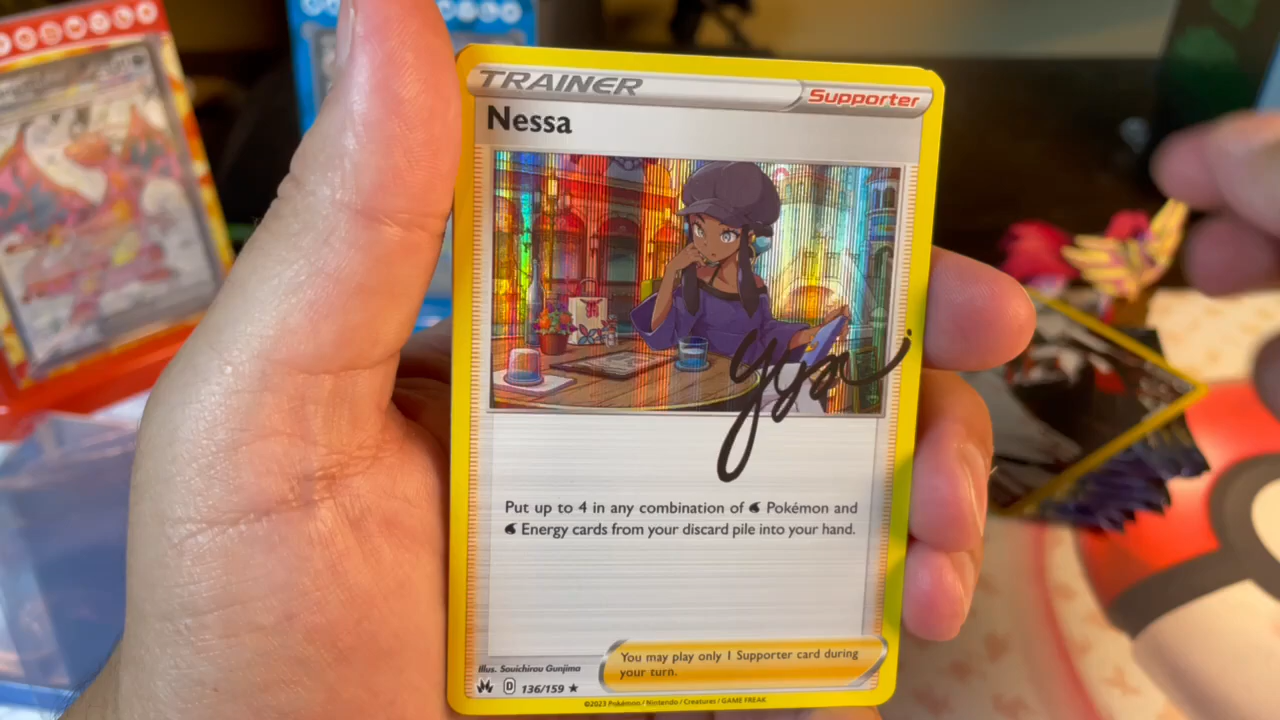 TRAINER
Supporter
Nessa
Put up to 4 in any combination of Pokémon and
Energy cards from your discard pile into your hand.
You may play only 1 Supporter card during
your turn.
Illus. Souichirou Gunjima
D 136/159 ★
©2023 Pokémon / Nintendo / Creatures / GAME FREAK